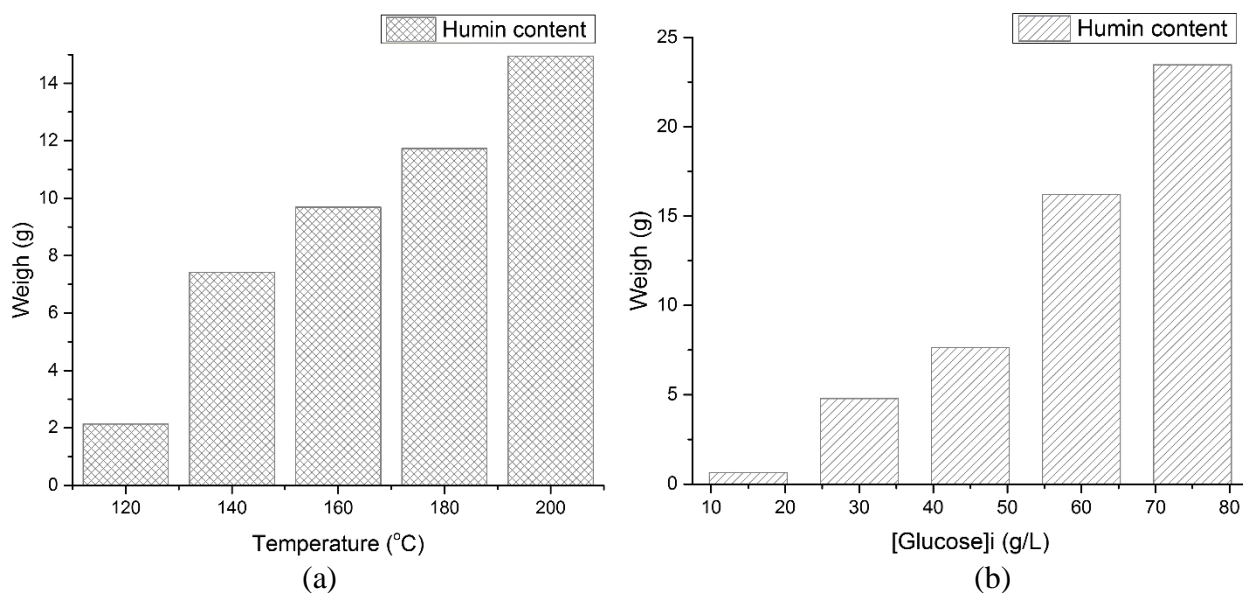 Humin content
14
12
10
8
6
4
2
0
Weigh (g)
120 140 160 180 200
Temperature (°C)
(a)
Humin content
25
20
15
10
5
0
Weigh (g)
10 20 30 40 50 60 70 80
[Glucose]i (g/L)
(b)